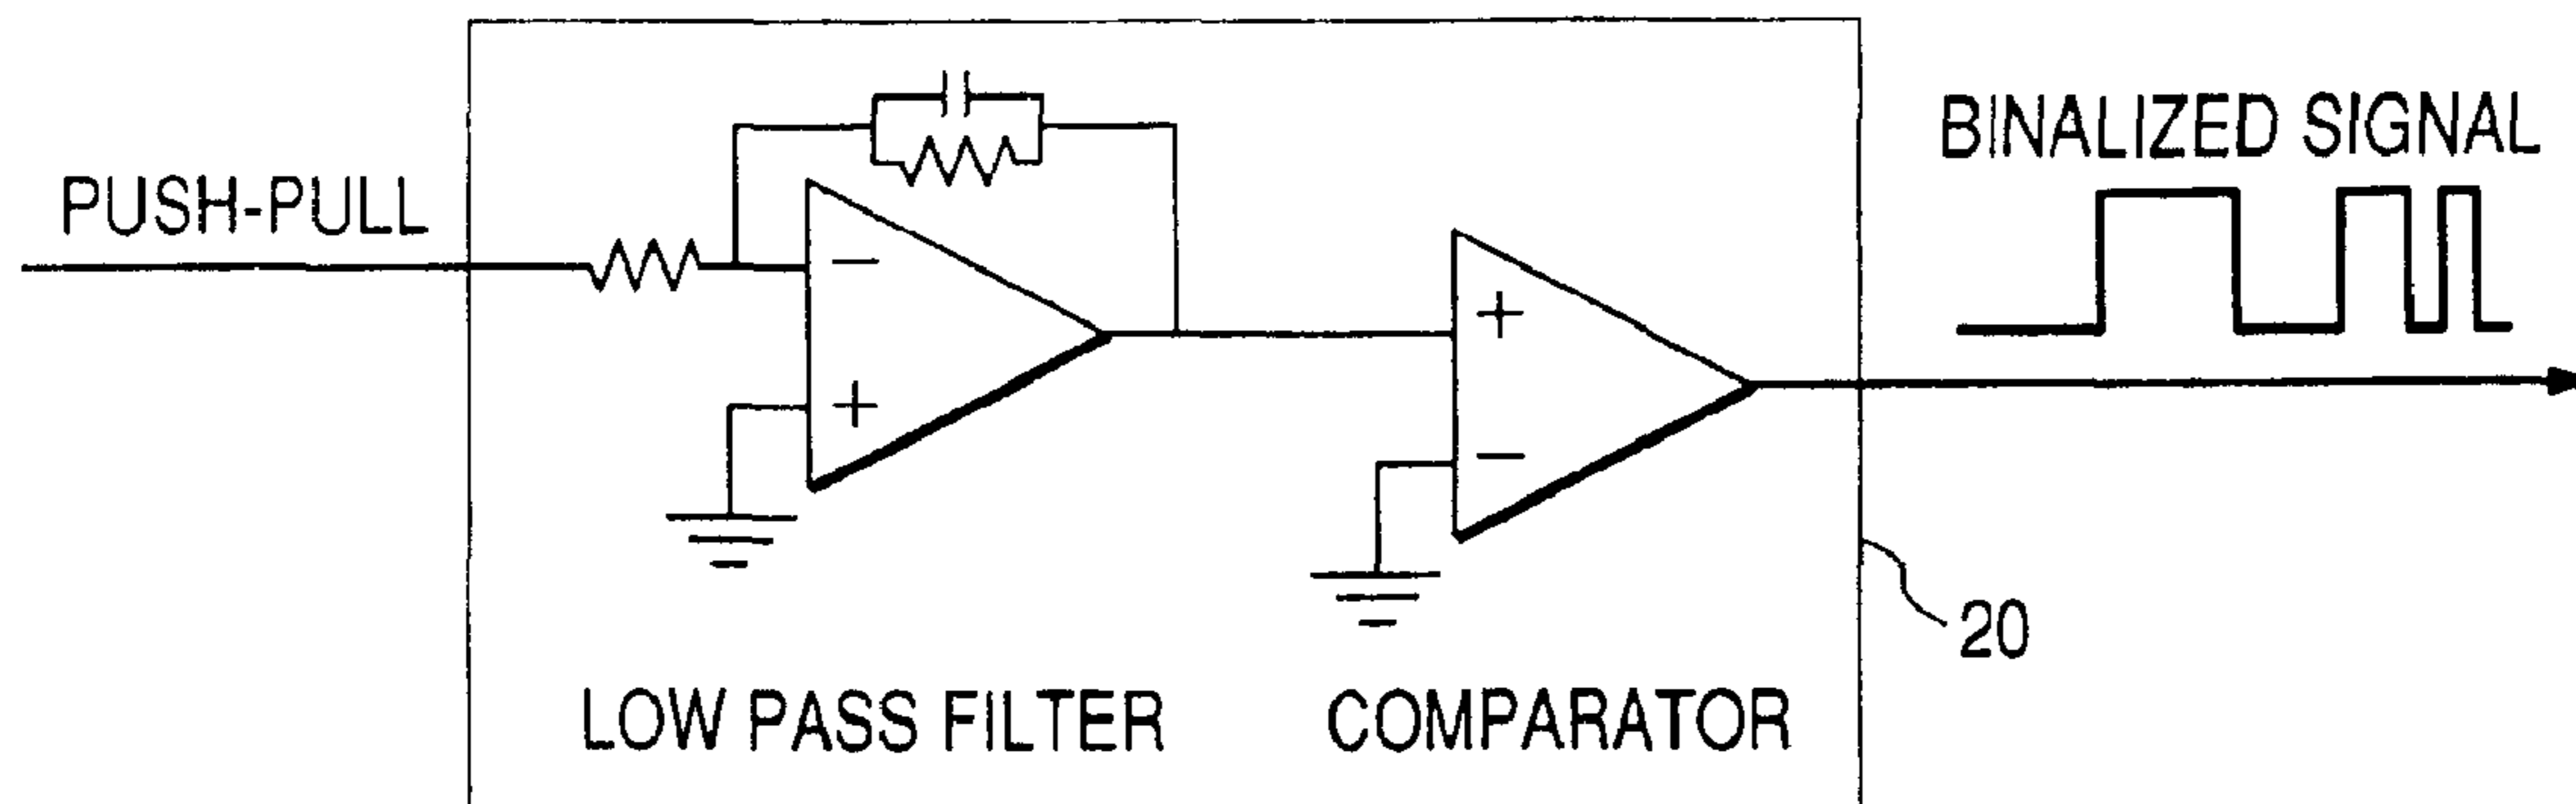 PUSH-PULL
BINALIZED SIGNAL
−
+
+
−
20
LOW PASS FILTER
COMPARATOR